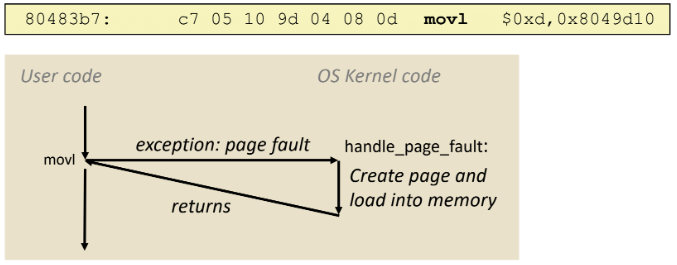 80483b7: c7 05 10 9d 04 08 0d movl $0xd,0x8049d10
User code OS Kernel code
exception: page fault handle_page_fault:
movl
Create page and
load into memory
returns